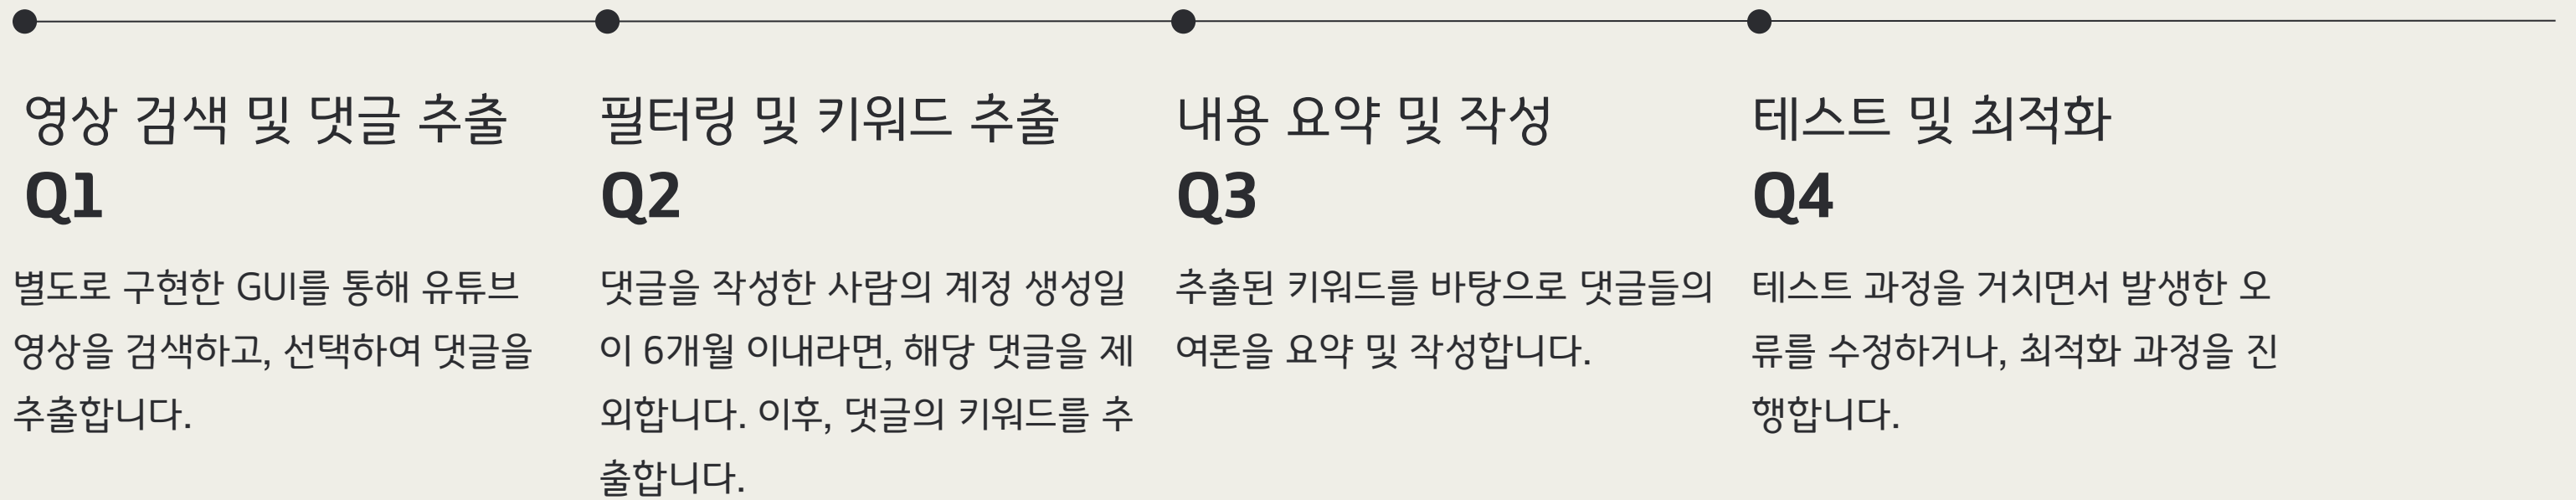 영상 검색 및 댓글 추출
Q1
별도로 구현한 GUI를 통해 유튜브
영상을 검색하고, 선택하여 댓글을
추출합니다.
필터링 및 키워드 추출
Q2
댓글을 작성한 사람의 계정 생성일
이 6개월 이내라면, 해당 댓글을 제
외합니다. 이후, 댓글의 키워드를 추
출합니다.
내용 요약 및 작성
Q3
추출된 키워드를 바탕으로 댓글들의
여론을 요약 및 작성합니다.
테스트 및 최적화
Q4
테스트 과정을 거치면서 발생한 오
류를 수정하거나, 최적화 과정을 진
행합니다.